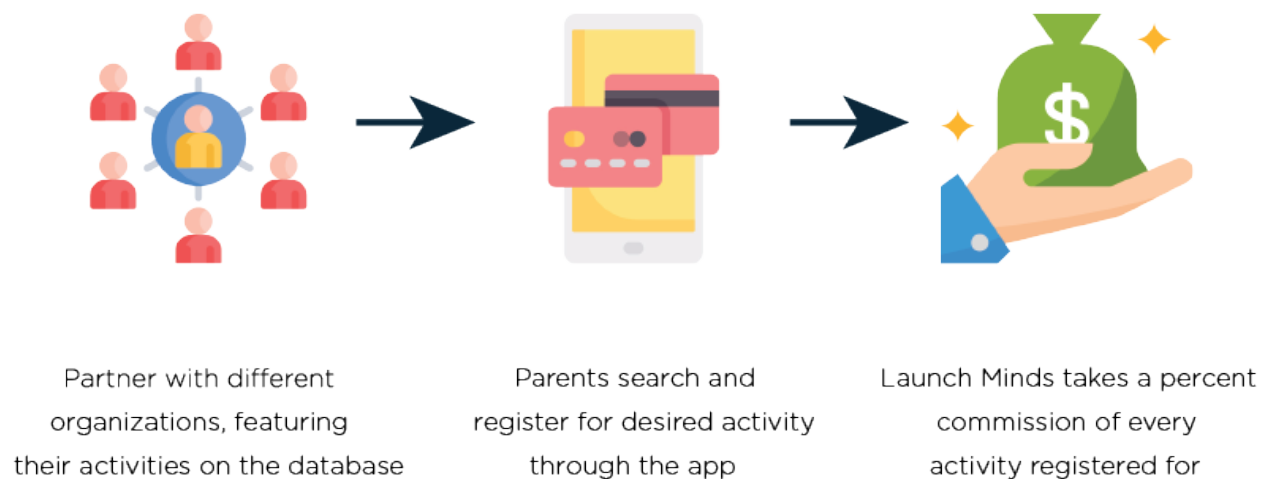 $
Partner with different
organizations, featuring
their activities on the database
Parents search and
register for desired activity
through the app
Launch Minds takes a percent
commission of every
activity registered for